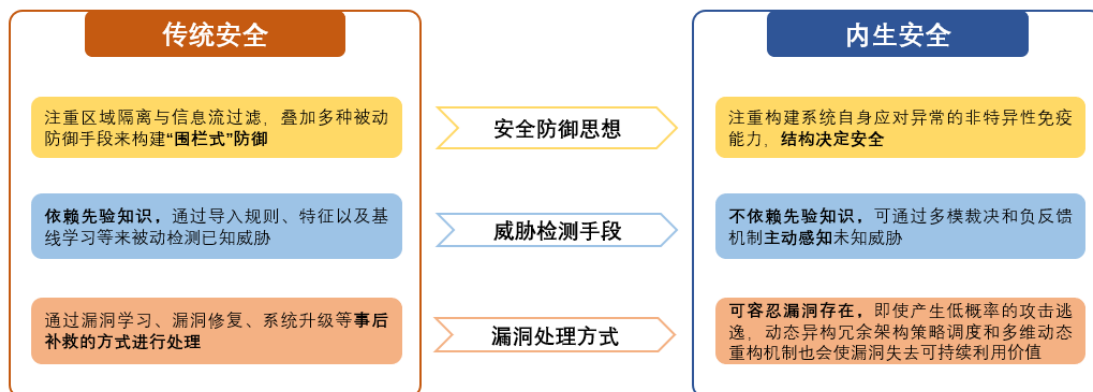 传统安全
内生安全
注重区域隔离与信息流过滤，叠加多种被动
防御手段来构建“围栏式”防御
安全防御思想
注重构建系统自身应对异常的非特异性免疫
能力，结构决定安全
依赖先验知识，通过导入规则、特征以及基
线学习等来被动检测已知威胁
威胁检测手段
不依赖先验知识，可通过多模裁决和负反馈
机制主动感知未知威胁
通过漏洞学习、漏洞修复、系统升级等事后
补救的方式进行处理
漏洞处理方式
可容忍漏洞存在，即使产生低概率的攻击逃
逸，动态异构冗余架构策略调度和多维动态
重构机制也会使漏洞失去可持续利用价值